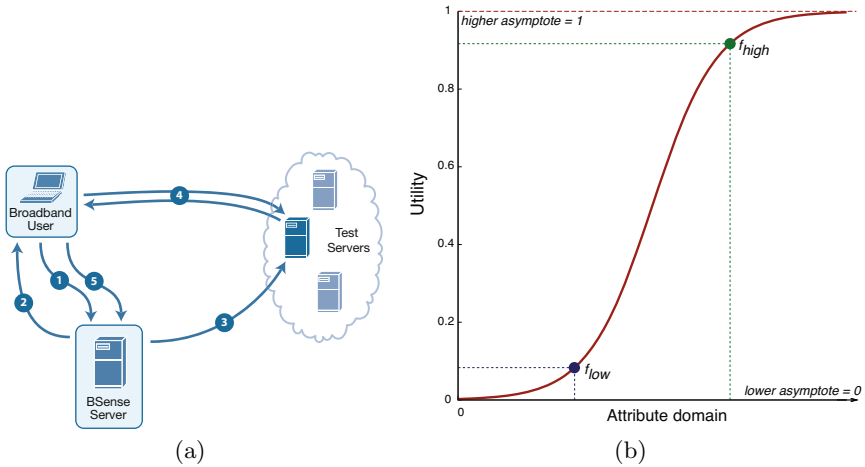 Broadband
User
4
Test
Servers
1
5
2
3
BSense
Server
(a)
1
higher asymptote = 1
f_high
0.8
0.6
Utility
0.4
0.2
f_low
lower asymptote = 0
0
0
Attribute domain
(b)